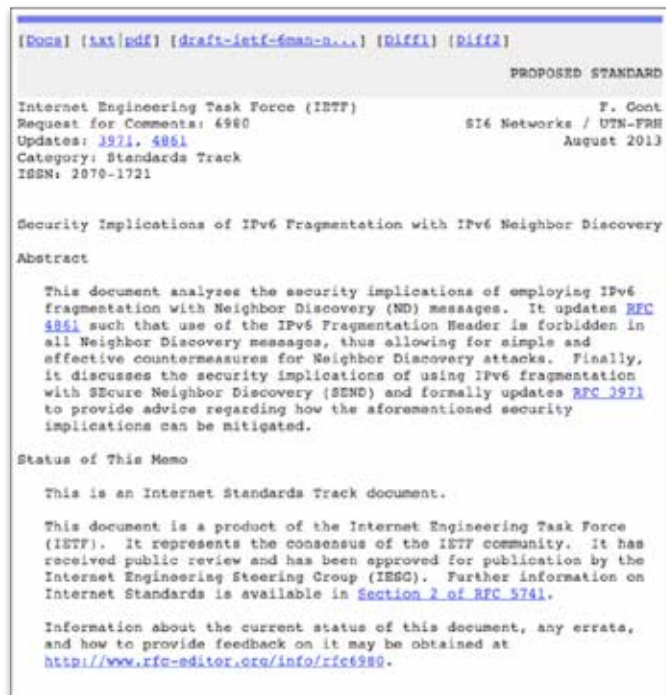 [Docs] [txt|pdf] [draft-ietf-6man-n...] [Diff1] [Diff2]
PROPOSED STANDARD
Internet Engineering Task Force (IETF) F. Gont
Request for Comments: 6980 SI6 Networks / UTN-FRH
Updates: 3971, 4861 August 2013
Category: Standards Track
ISSN: 2070-1721
Security Implications of IPv6 Fragmentation with IPv6 Neighbor Discovery
Abstract
This document analyzes the security implications of employing IPv6
fragmentation with Neighbor Discovery (ND) messages. It updates RFC
4861 such that use of the IPv6 Fragmentation Header is forbidden in
all Neighbor Discovery messages, thus allowing for simple and
effective countermeasures for Neighbor Discovery attacks. Finally,
it discusses the security implications of using IPv6 fragmentation
with SEcure Neighbor Discovery (SEND) and formally updates RFC 3971
to provide advice regarding how the aforementioned security
implications can be mitigated.
Status of This Memo
This is an Internet Standards Track document.
This document is a product of the Internet Engineering Task Force
(IETF). It represents the consensus of the IETF community. It has
received public review and has been approved for publication by the
Internet Engineering Steering Group (IESG). Further information on
Internet Standards is available in Section 2 of RFC 5741.
Information about the current status of this document, any errata,
and how to provide feedback on it may be obtained at
http://www.rfc-editor.org/info/rfc6980.